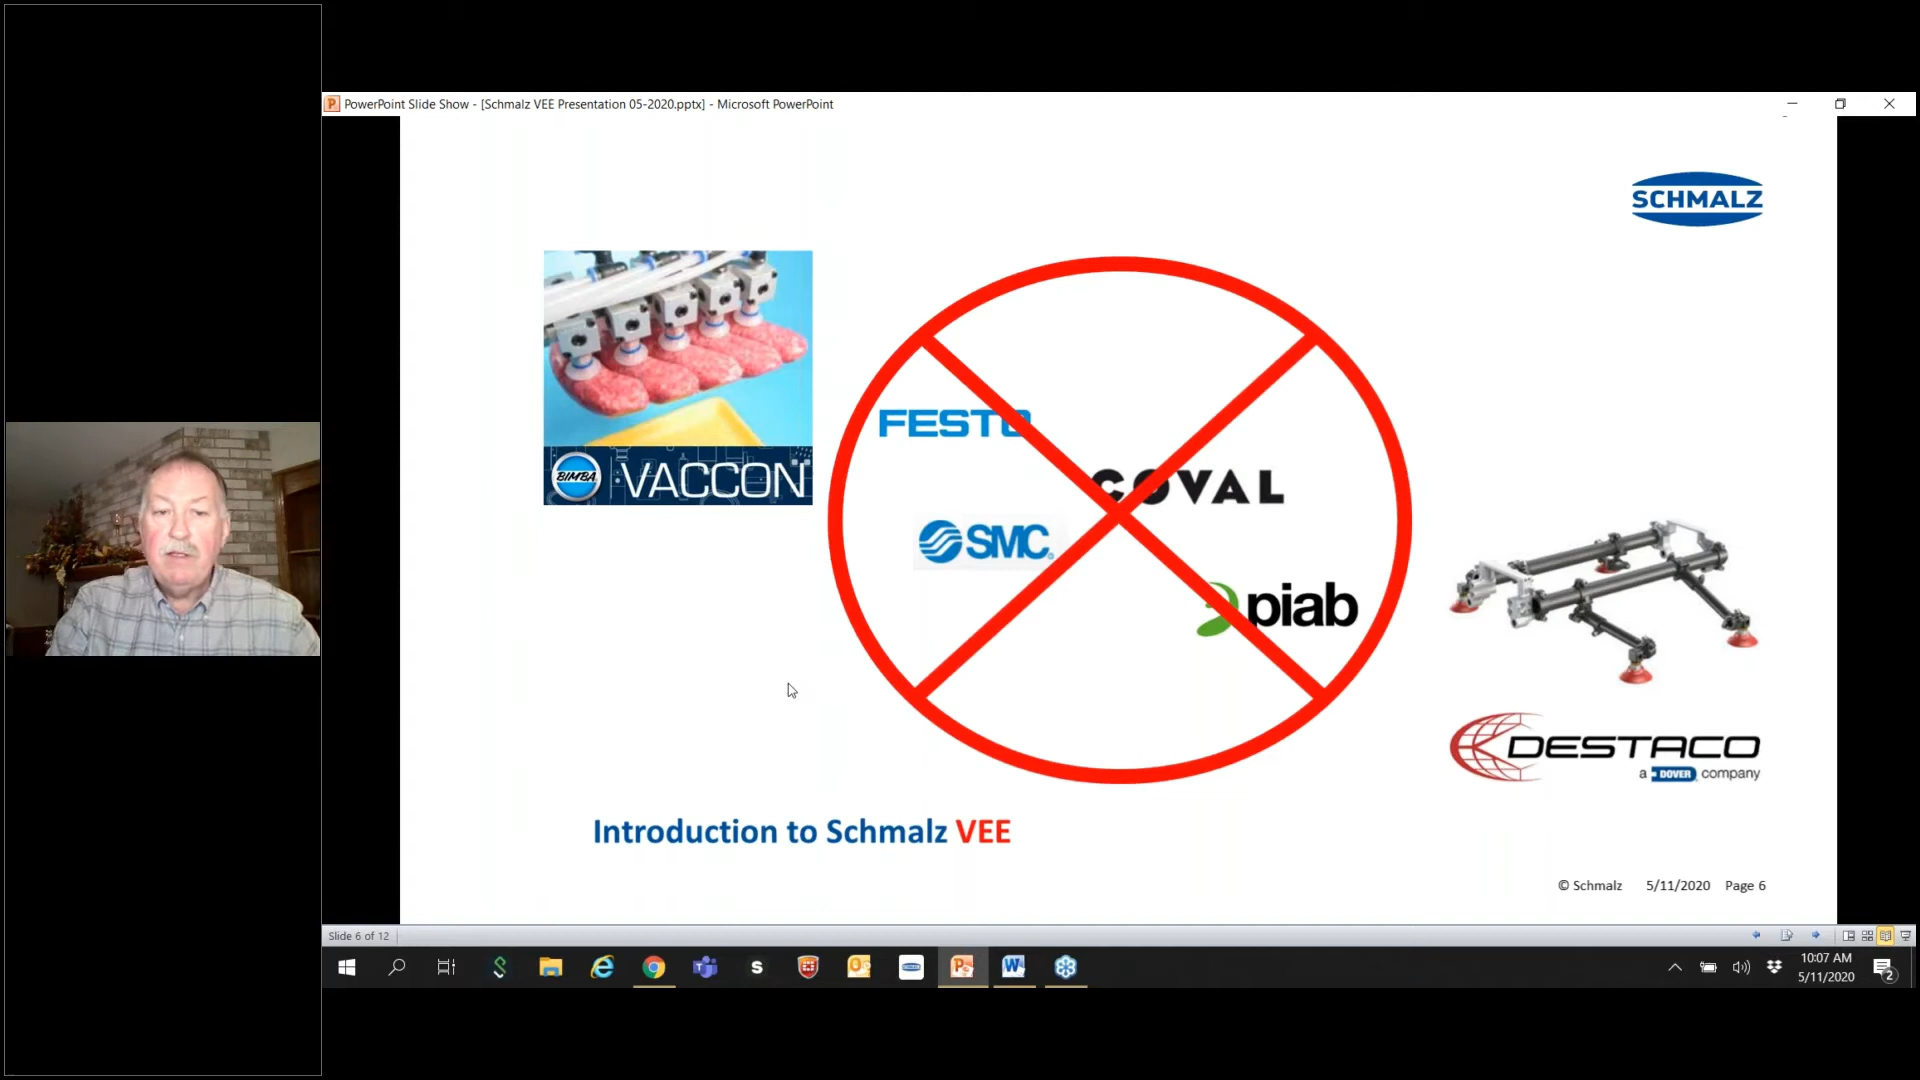 PowerPoint Slide Show - [Schmalz VEE Presentation 05-2020.pptx] - Microsoft PowerPoint
SCHMALZ
FESTO
COVAL
BIMBA
VACCON
SMC
piab
DESTACO
a DOVER company
Introduction to Schmalz VEE
© Schmalz 5/11/2020 Page 6
Slide 6 of 12
10:07 AM
5/11/2020
2